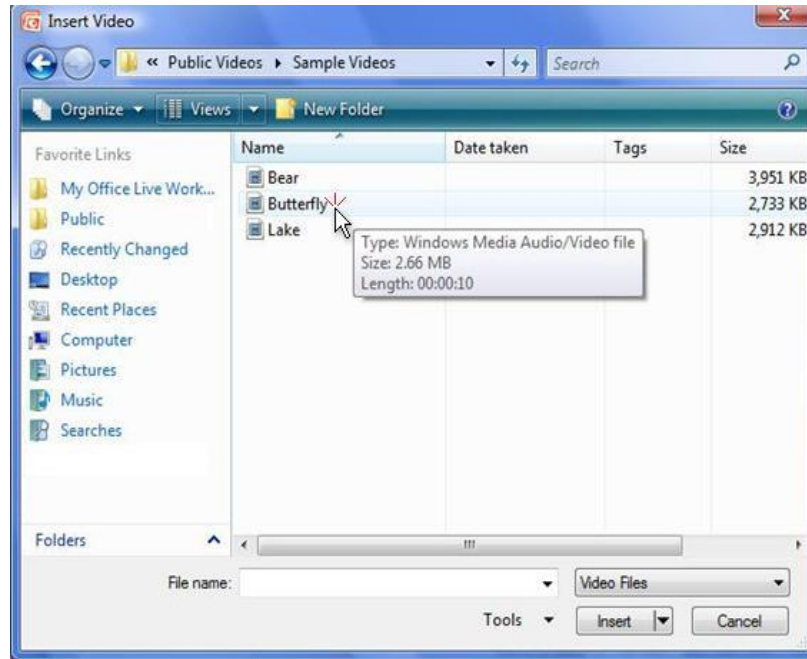 Insert Video
« Public Videos Sample Videos Search
Organize Views New Folder
Favorite Links
My Office Live Work...
Public
Recently Changed
Desktop
Recent Places
Computer
Pictures
Music
Searches
Folders
Name Date taken Tags Size
Bear 3,951 KB
Butterfly 2,733 KB
Lake 2,912 KB
Type: Windows Media Audio/Video file
Size: 2.66 MB
Length: 00:00:10
File name: Video Files
Tools Insert Cancel